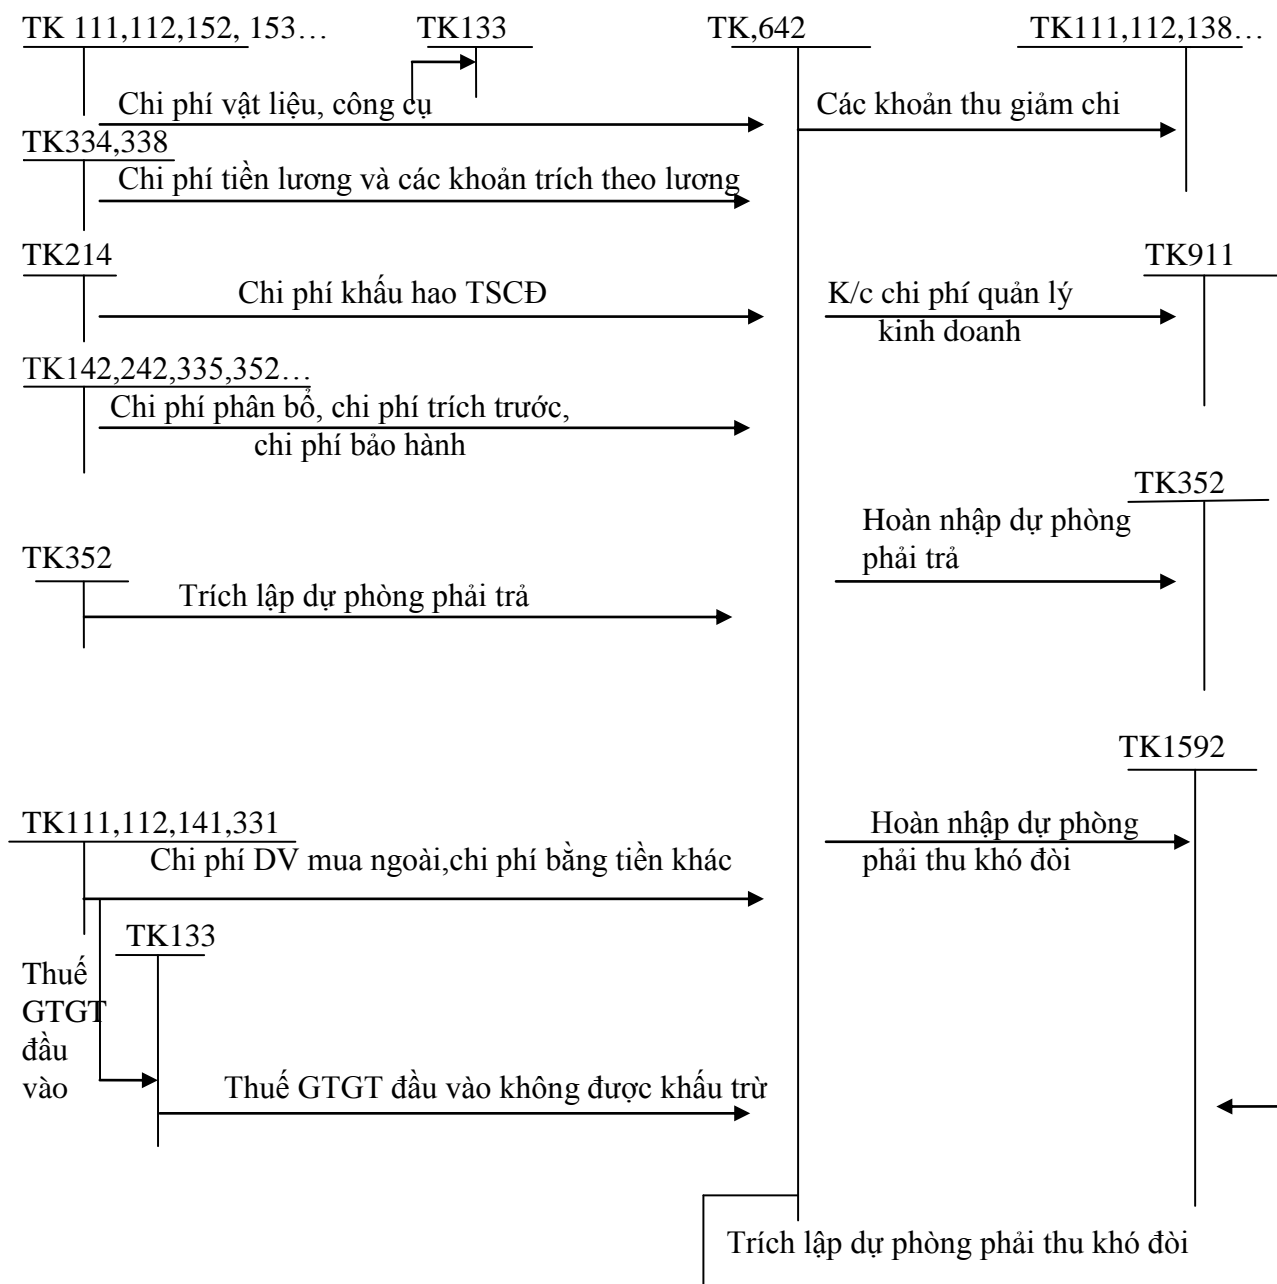 TK 111,112,152, 153…
TK133
TK,642
TK111,112,138…
Chi phí vật liệu, công cụ
Các khoản thu giảm chi
TK334,338
Chi phí tiền lương và các khoản trích theo lương
TK214
TK911
Chi phí khấu hao TSCĐ
K/c chi phí quản lý
kinh doanh
TK142,242,335,352…
Chi phí phân bổ, chi phí trích trước,
chi phí bảo hành
TK352
Hoàn nhập dự phòng
phải trả
TK352
Trích lập dự phòng phải trả
TK1592
TK111,112,141,331
Hoàn nhập dự phòng
phải thu khó đòi
Chi phí DV mua ngoài,chi phí bằng tiền khác
TK133
Thuế
GTGT
đầu
vào
Thuế GTGT đầu vào không được khấu trừ
Trích lập dự phòng phải thu khó đòi